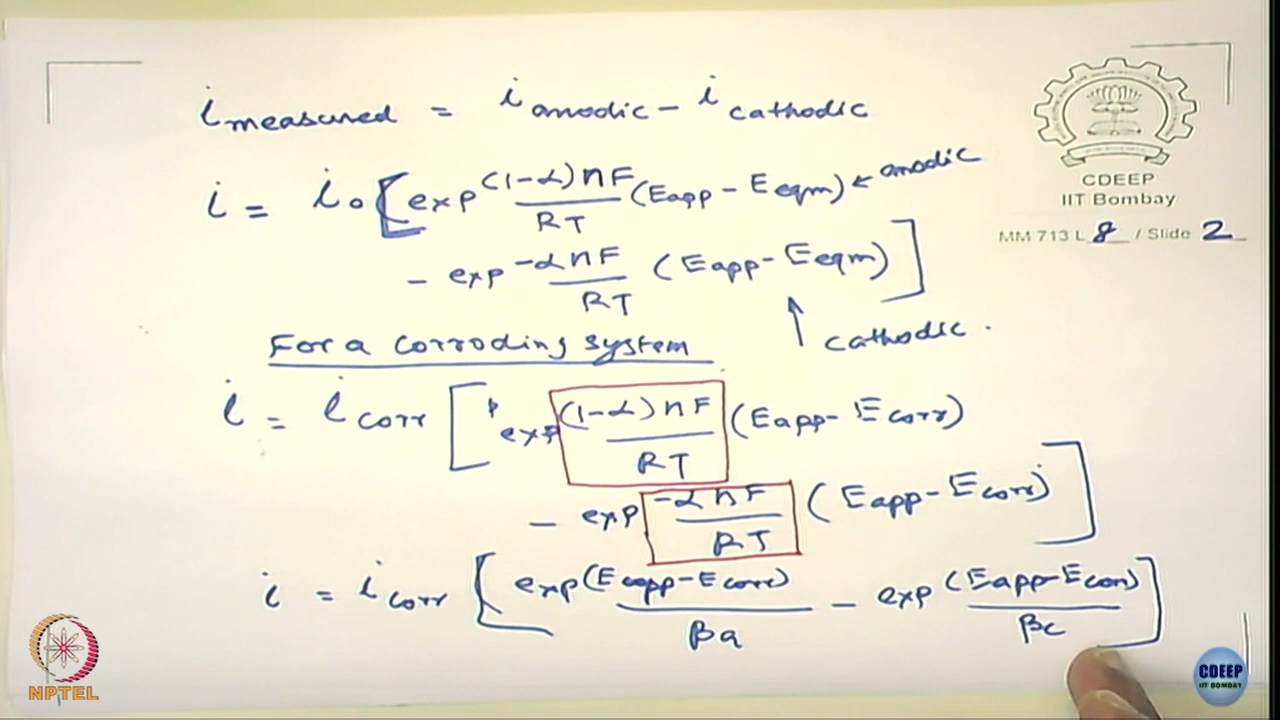 i measured = i anodic - i cathodic
i = i₀ [exp (1-α)nF/RT (Eapp - Eeqm) ← anodic
- exp -αnF/RT (Eapp - Eeqm)]
cathodic.
For a corroding system
i = i corr [exp (1-α)nF/RT (Eapp - Ecorr)
- exp -αnF/RT (Eapp - Ecorr)]
i = i corr [exp (Eapp - Ecorr)/βa - exp (Eapp - Ecorr)/βc]
CDEEP
IIT Bombay
MM 713 L 8 / Slide 2
NPTEL
CDEEP
IIT BOMBAY